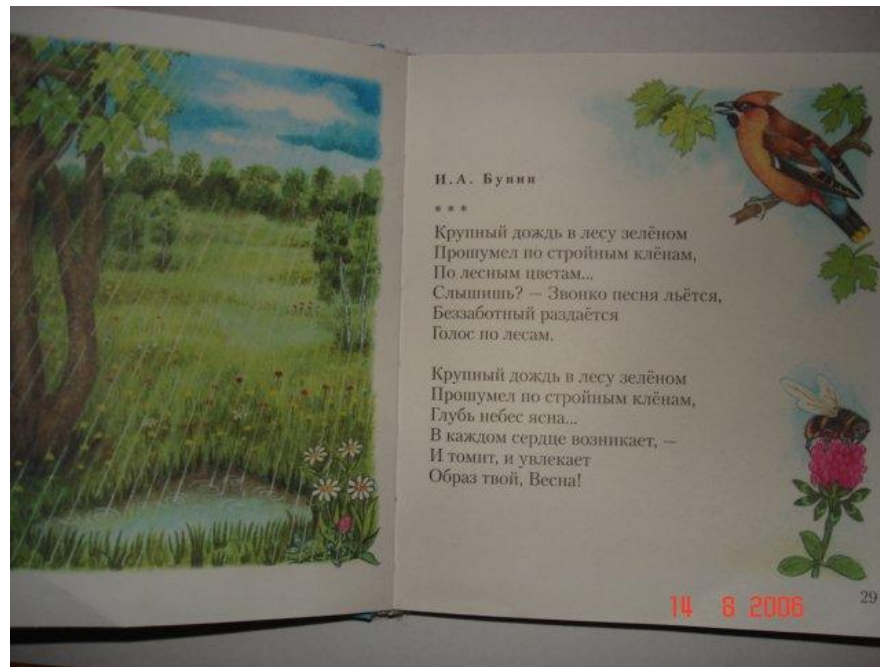 И.А. Бунин
* * *
Крупный дождь в лесу зелёном
Прошумел по стройным клёнам,
По лесным цветам...
Слышишь? — Звонко песня льётся,
Беззаботный раздаётся
Голос по лесам.
Крупный дождь в лесу зелёном
Прошумел по стройным клёнам,
Глубь небес ясна...
В каждом сердце возникает, —
И томит, и увлекает
Образ твой, Весна!
29
14 8 2006